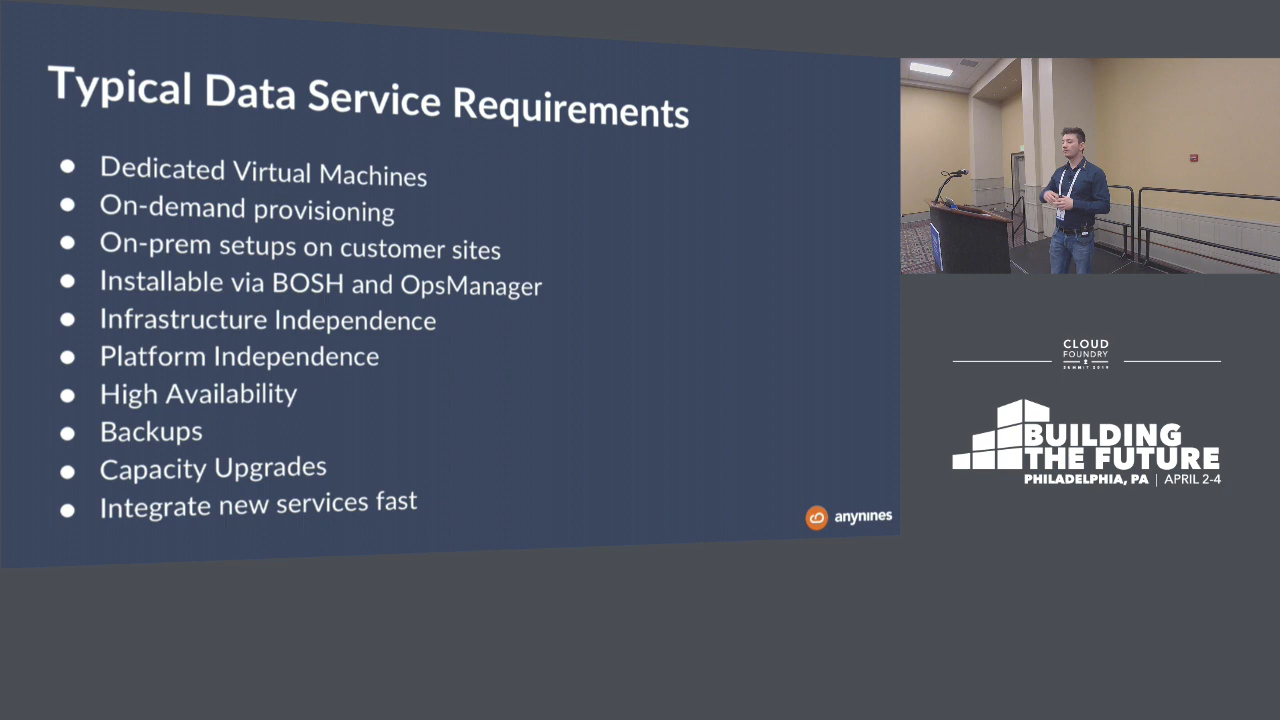 Typical Data Service Requirements
Dedicated Virtual Machines
On-demand provisioning
On-prem setups on customer sites
Installable via BOSH and OpsManager
Infrastructure Independence
Platform Independence
High Availability
Backups
Capacity Upgrades
Integrate new services fast
anynines
CLOUD
FOUNDRY
SUMMIT 2019
BUILDING
THE FUTURE
PHILADELPHIA, PA | APRIL 2-4